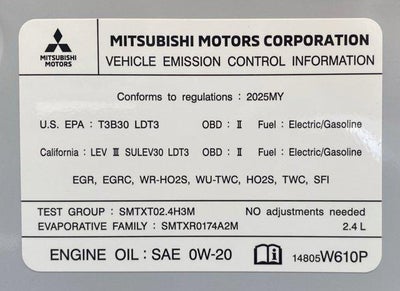 MITSUBISHI MOTORS
MITSUBISHI MOTORS CORPORATION
VEHICLE EMISSION CONTROL INFORMATION
Conforms to regulations : 2025MY
U.S. EPA : T3B30 LDT3 OBD : II Fuel : Electric/Gasoline
California : LEV III SULEV30 LDT3 OBD : II Fuel : Electric/Gasoline
EGR, EGRC, WR-HO2S, WU-TWC, HO2S, TWC, SFI
TEST GROUP : SMTXT02.4H3M NO adjustments needed
EVAPORATIVE FAMILY : SMTXR0174A2M 2.4 L
ENGINE OIL : SAE 0W-20 14805W610P